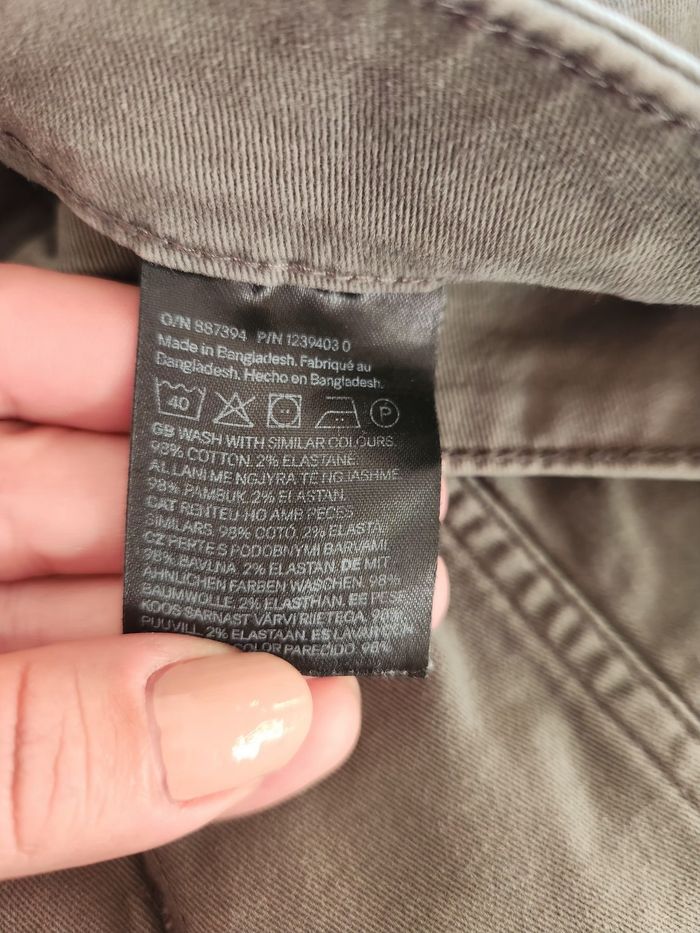 O/N 887394 P/N 1239403 0
Made in Bangladesh. Fabriqué au
Bangladesh. Hecho en Bangladesh.
40 P
GB WASH WITH SIMILAR COLOURS.
98% COTTON. 2% ELASTANE
AL LANI ME NGJYRA TE NGJASHME
98% PAMBUK. 2% ELASTAN.
CAT RENTEU-HO AMB PECES
SIMILARS. 98% COTÓ. 2% ELASTÀ
CZ PERTE S PODOBNÝMI BARVAMI.
98% BAVLNA. 2% ELASTAN. DE MIT
ÄHNLICHEN FARBEN WASCHEN. 98%
BAUMWOLLE. 2% ELASTHAN. EE PESE
KOOS SARNAST VÄRVI RIIETEGA. 98%
PUUVILL. 2% ELASTAAN. ES LAVAR CON
COLOR PARECIDO. 98%